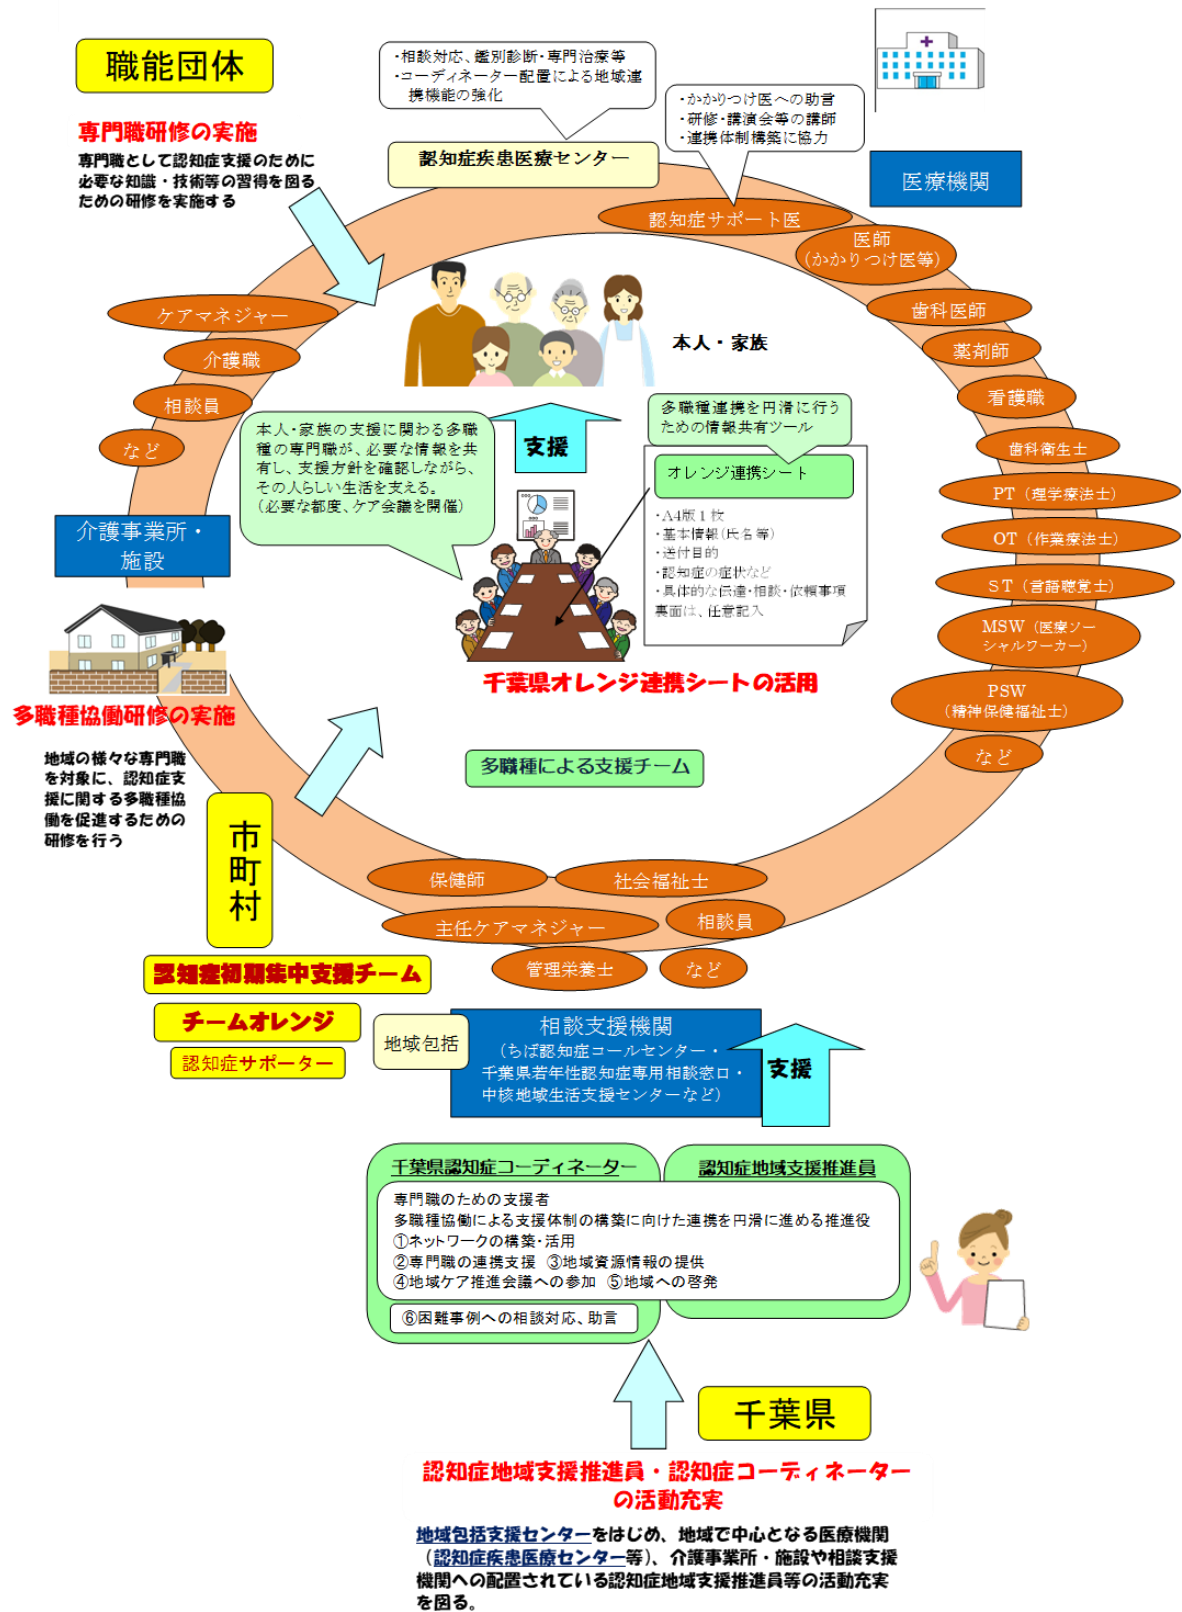 職能団体
専門職研修の実施
専門職として認知症支援のために
必要な知識・技術等の習得を図る
ための研修を実施する
・相談対応、鑑別診断・専門治療等
・コーディネーター配置による地域連
携機能の強化
認知症疾患医療センター
・かかりつけ医への助言
・研修・講演会等の講師
・連携体制構築に協力
医療機関
認知症サポート医
医師
(かかりつけ医等)
歯科医師
薬剤師
看護職
歯科衛生士
PT（理学療法士）
OT（作業療法士）
ST（言語聴覚士）
MSW（医療ソー
シャルワーカー）
PSW
（精神保健福祉士）
など
ケアマネジャー
介護職
相談員
など
本人・家族
支援
本人・家族の支援に関わる多職
種の専門職が、必要な情報を共
有し、支援方針を確認しながら、
その人らしい生活を支える。
（必要な都度、ケア会議を開催）
多職種連携を円滑に行う
ための情報共有ツール
オレンジ連携シート
・A4版１枚
・基本情報（氏名等）
・送付目的
・認知症の症状など
・具体的な伝達・相談・依頼事項
裏面は、任意記入
千葉県オレンジ連携シートの活用
介護事業所・
施設
多職種協働研修の実施
地域の様々な専門職
を対象に、認知症支
援に関する多職種協
働を促進するための
研修を行う
多職種による支援チーム
市町村
保健師
社会福祉士
主任ケアマネジャー
相談員
管理栄養士
など
認知症初期集中支援チーム
チームオレンジ
認知症サポーター
地域包括
相談支援機関
（ちば認知症コールセンター・
千葉県若年性認知症専用相談窓口・
中核地域生活支援センターなど）
支援
千葉県認知症コーディネーター
認知症地域支援推進員
専門職のための支援者
多職種協働による支援体制の構築に向けた連携を円滑に進める推進役
①ネットワークの構築・活用
②専門職の連携支援　③地域資源情報の提供
④地域ケア推進会議への参加　⑤地域への啓発
⑥困難事例への相談対応、助言
千葉県
認知症地域支援推進員・認知症コーディネーター
の活動充実
地域包括支援センターをはじめ、地域で中心となる医療機関
（認知症疾患医療センター等）、介護事業所・施設や相談支援
機関への配置されている認知症地域支援推進員等の活動充実
を図る。